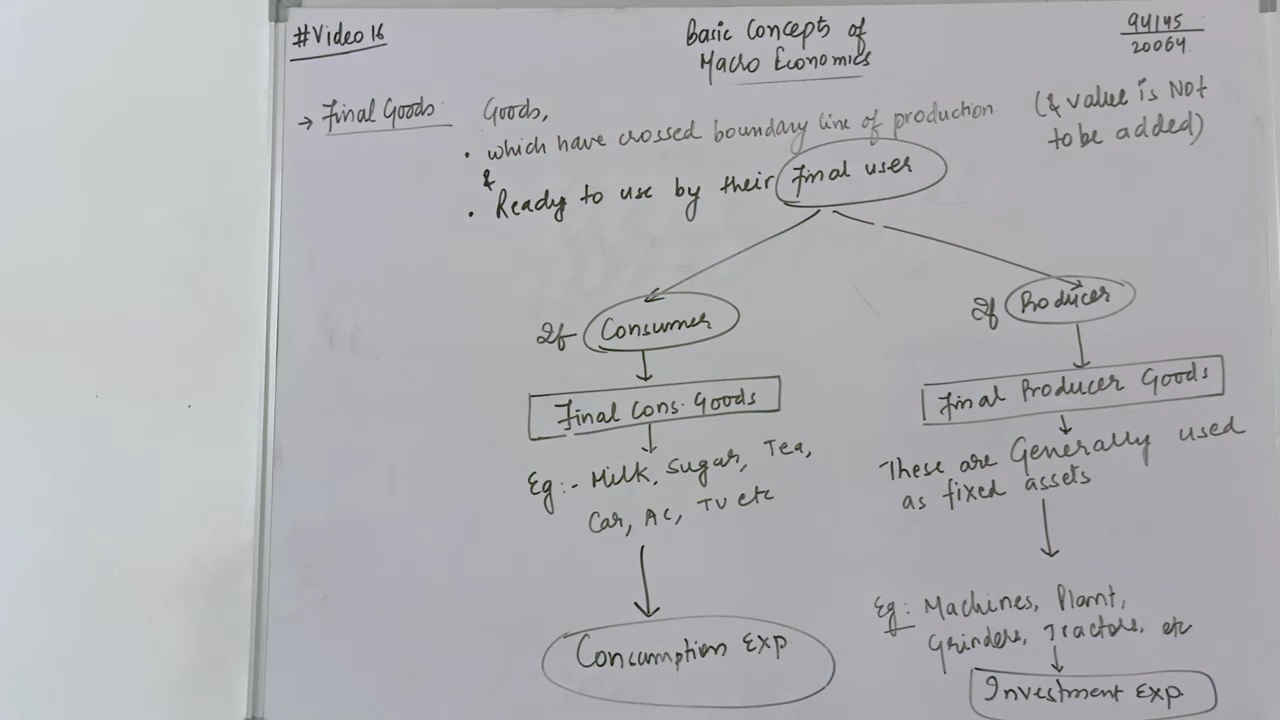 #Video 16
Basic Concepts of
Macro Economics
94145
20064
→ Final Goods: Goods,
• which have crossed boundary line of production (& value is Not
to be added)
&
• Ready to use by their Final user
If Consumer
If Producer
Final Cons. Goods
Final Producer Goods
Eg:- Milk, Sugar, Tea,
Car, AC, TV etc
These are Generally used
as fixed assets
Eg: Machines, Plamt,
Grinders, Tractors, etc
Consumption Exp
Investment Exp